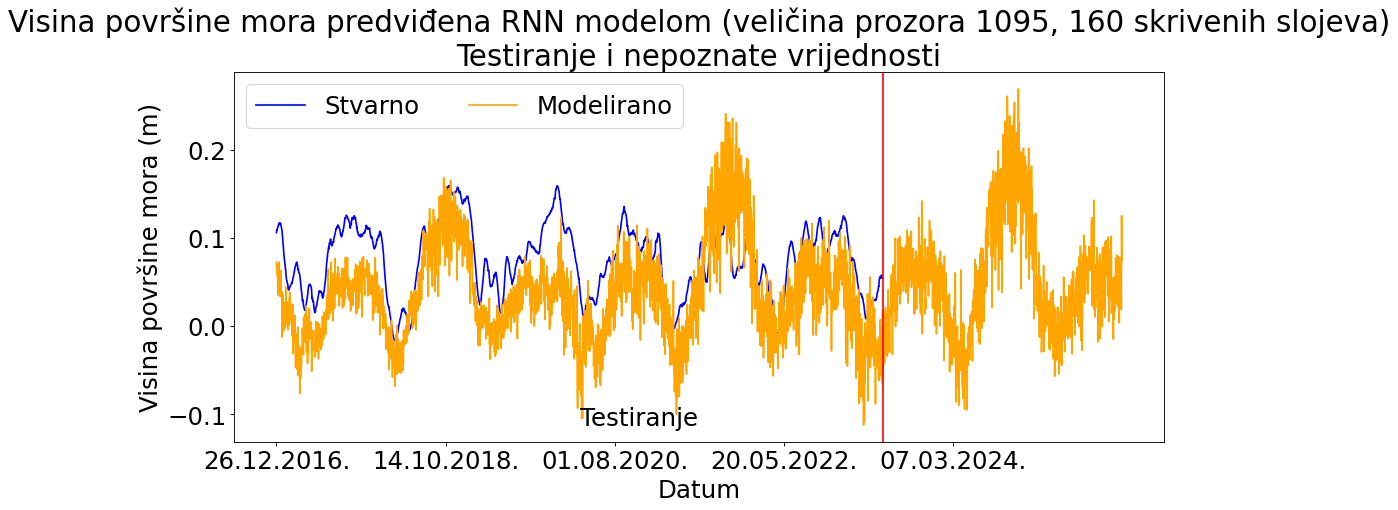 Visina površine mora predviđena RNN modelom (veličina prozora 1095, 160 skrivenih slojeva)
Testiranje i nepoznate vrijednosti
Stvarno
Modelirano
Visina površine mora (m)
0.2
0.1
0.0
−0.1
Testiranje
26.12.2016.
14.10.2018.
01.08.2020.
20.05.2022.
07.03.2024.
Datum